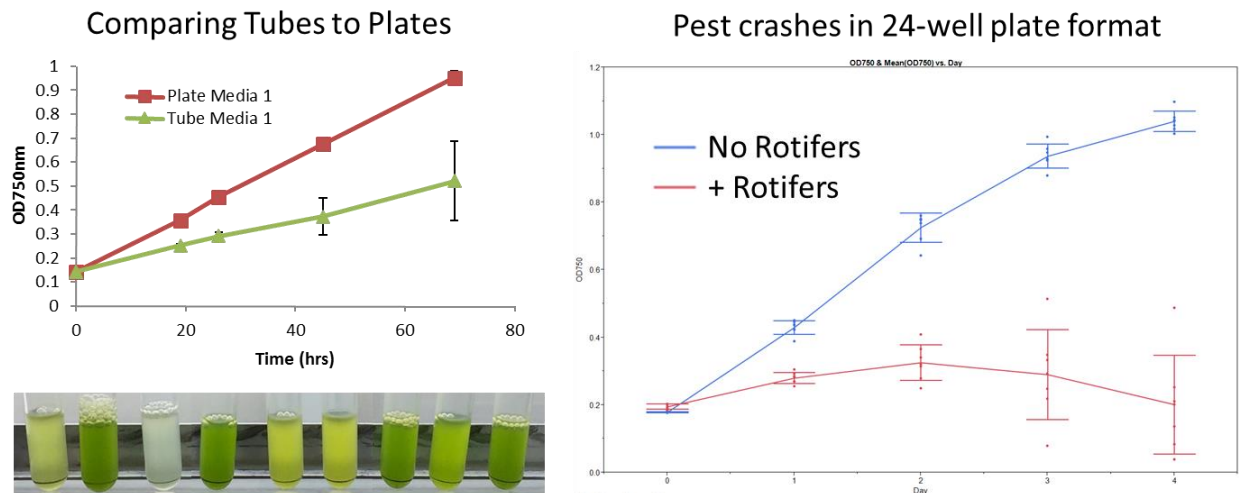 Comparing Tubes to Plates
1
0.9
0.8
0.7
0.6
0.5
0.4
0.3
0.2
0.1
0
OD750nm
Plate Media 1
Tube Media 1
0 20 40 60 80
Time (hrs)
Pest crashes in 24-well plate format
OD750 & Mean(OD750) vs. Day
1.2
1.0
0.8
0.6
0.4
0.2
0.0
OD750
No Rotifers
+ Rotifers
0 1 2 3 4
Day